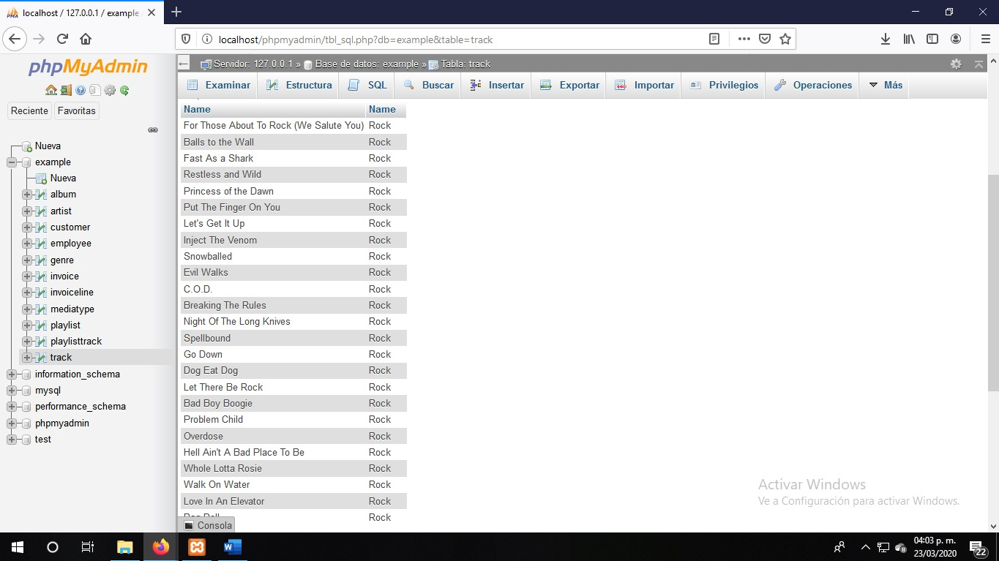 localhost / 127.0.0.1 / example
localhost/phpmyadmin/tbl_sql.php?db=example&table=track
phpMyAdmin
Reciente
Favoritas
Nueva
example
Nueva
album
artist
customer
employee
genre
invoice
invoiceline
mediatype
playlist
playlisttrack
track
information_schema
mysql
performance_schema
phpmyadmin
test
Servidor: 127.0.0.1 » Base de datos: example » Tabla: track
Examinar Estructura SQL Buscar Insertar Exportar Importar Privilegios Operaciones Más
Name Name
For Those About To Rock (We Salute You) Rock
Balls to the Wall Rock
Fast As a Shark Rock
Restless and Wild Rock
Princess of the Dawn Rock
Put The Finger On You Rock
Let's Get It Up Rock
Inject The Venom Rock
Snowballed Rock
Evil Walks Rock
C.O.D. Rock
Breaking The Rules Rock
Night Of The Long Knives Rock
Spellbound Rock
Go Down Rock
Dog Eat Dog Rock
Let There Be Rock Rock
Bad Boy Boogie Rock
Problem Child Rock
Overdose Rock
Hell Ain't A Bad Place To Be Rock
Whole Lotta Rosie Rock
Walk On Water Rock
Love In An Elevator Rock
Rock
Consola
Activar Windows
Ve a Configuración para activar Windows.
04:03 p. m.
23/03/2020
22